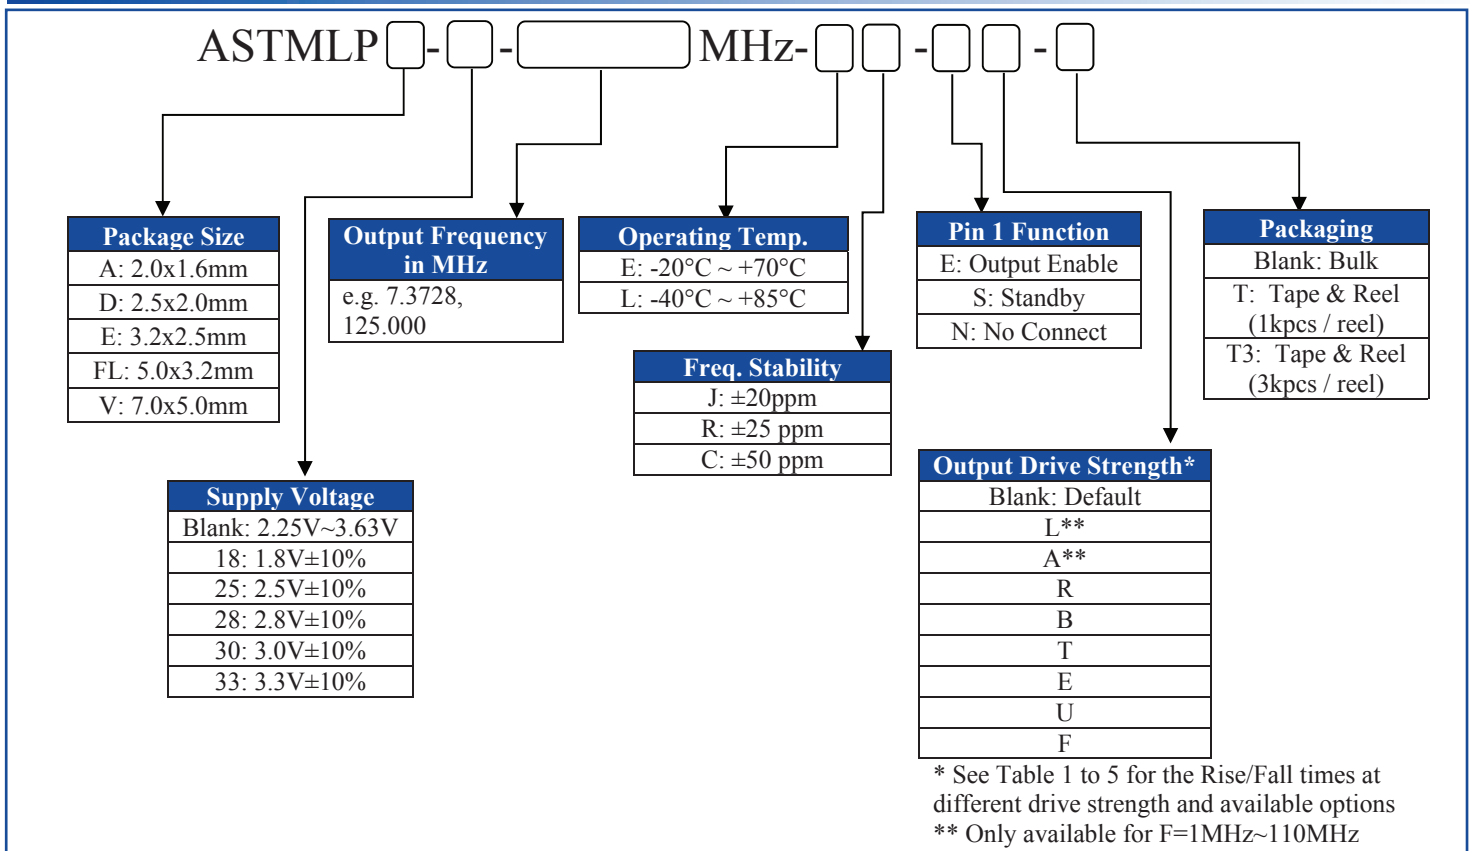 ASTMLP - - MHz- - -
Package Size
A: 2.0x1.6mm
D: 2.5x2.0mm
E: 3.2x2.5mm
FL: 5.0x3.2mm
V: 7.0x5.0mm
Supply Voltage
Blank: 2.25V~3.63V
18: 1.8V±10%
25: 2.5V±10%
28: 2.8V±10%
30: 3.0V±10%
33: 3.3V±10%
Output Frequency
in MHz
e.g. 7.3728,
125.000
Operating Temp.
E: -20°C ~ +70°C
L: -40°C ~ +85°C
Freq. Stability
J: ±20ppm
R: ±25 ppm
C: ±50 ppm
Pin 1 Function
E: Output Enable
S: Standby
N: No Connect
Output Drive Strength*
Blank: Default
L**
A**
R
B
T
E
U
F
* See Table 1 to 5 for the Rise/Fall times at
different drive strength and available options
** Only available for F=1MHz~110MHz
Packaging
Blank: Bulk
T: Tape & Reel
(1kpcs / reel)
T3: Tape & Reel
(3kpcs / reel)